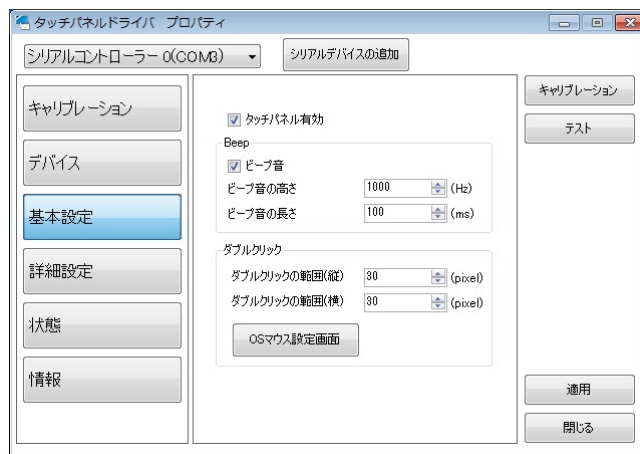 タッチパネルドライバ プロパティ
シリアルコントローラー 0(COM3)
シリアルデバイスの追加
キャリブレーション
デバイス
基本設定
詳細設定
状態
情報
タッチパネル有効
Beep
ビープ音
ビープ音の高さ 1000 (Hz)
ビープ音の長さ 100 (ms)
ダブルクリック
ダブルクリックの範囲(縦) 30 (pixel)
ダブルクリックの範囲(横) 30 (pixel)
OSマウス設定画面
キャリブレーション
テスト
適用
閉じる